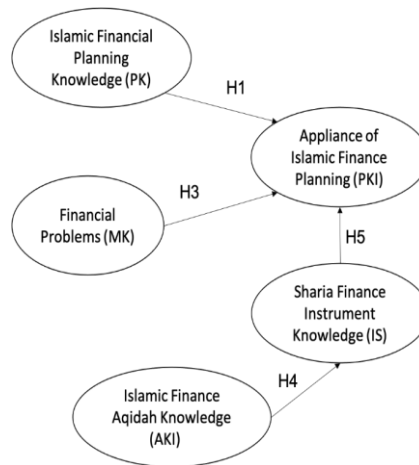 Islamic Financial
Planning
Knowledge (PK)
H1
Appliance of
Islamic Finance
Planning (PKI)
H3
Financial
Problems (MK)
H5
Sharia Finance
Instrument
Knowledge (IS)
H4
Islamic Finance
Aqidah Knowledge
(AKI)